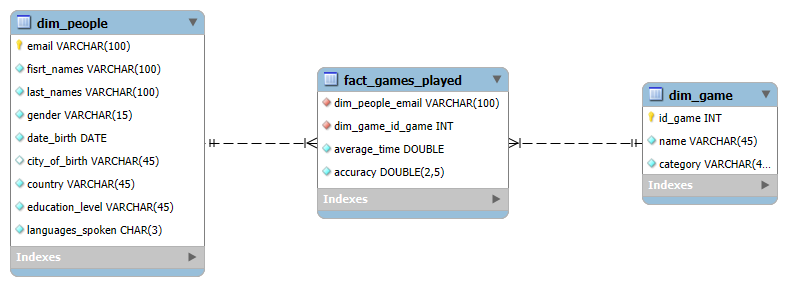 dim_people
email VARCHAR(100)
fisrt_names VARCHAR(100)
last_names VARCHAR(100)
gender VARCHAR(15)
date_birth DATE
city_of_birth VARCHAR(45)
country VARCHAR(45)
education_level VARCHAR(45)
languages_spoken CHAR(3)
Indexes
fact_games_played
dim_people_email VARCHAR(100)
dim_game_id_game INT
average_time DOUBLE
accuracy DOUBLE(2,5)
Indexes
dim_game
id_game INT
name VARCHAR(45)
category VARCHAR(4...
Indexes